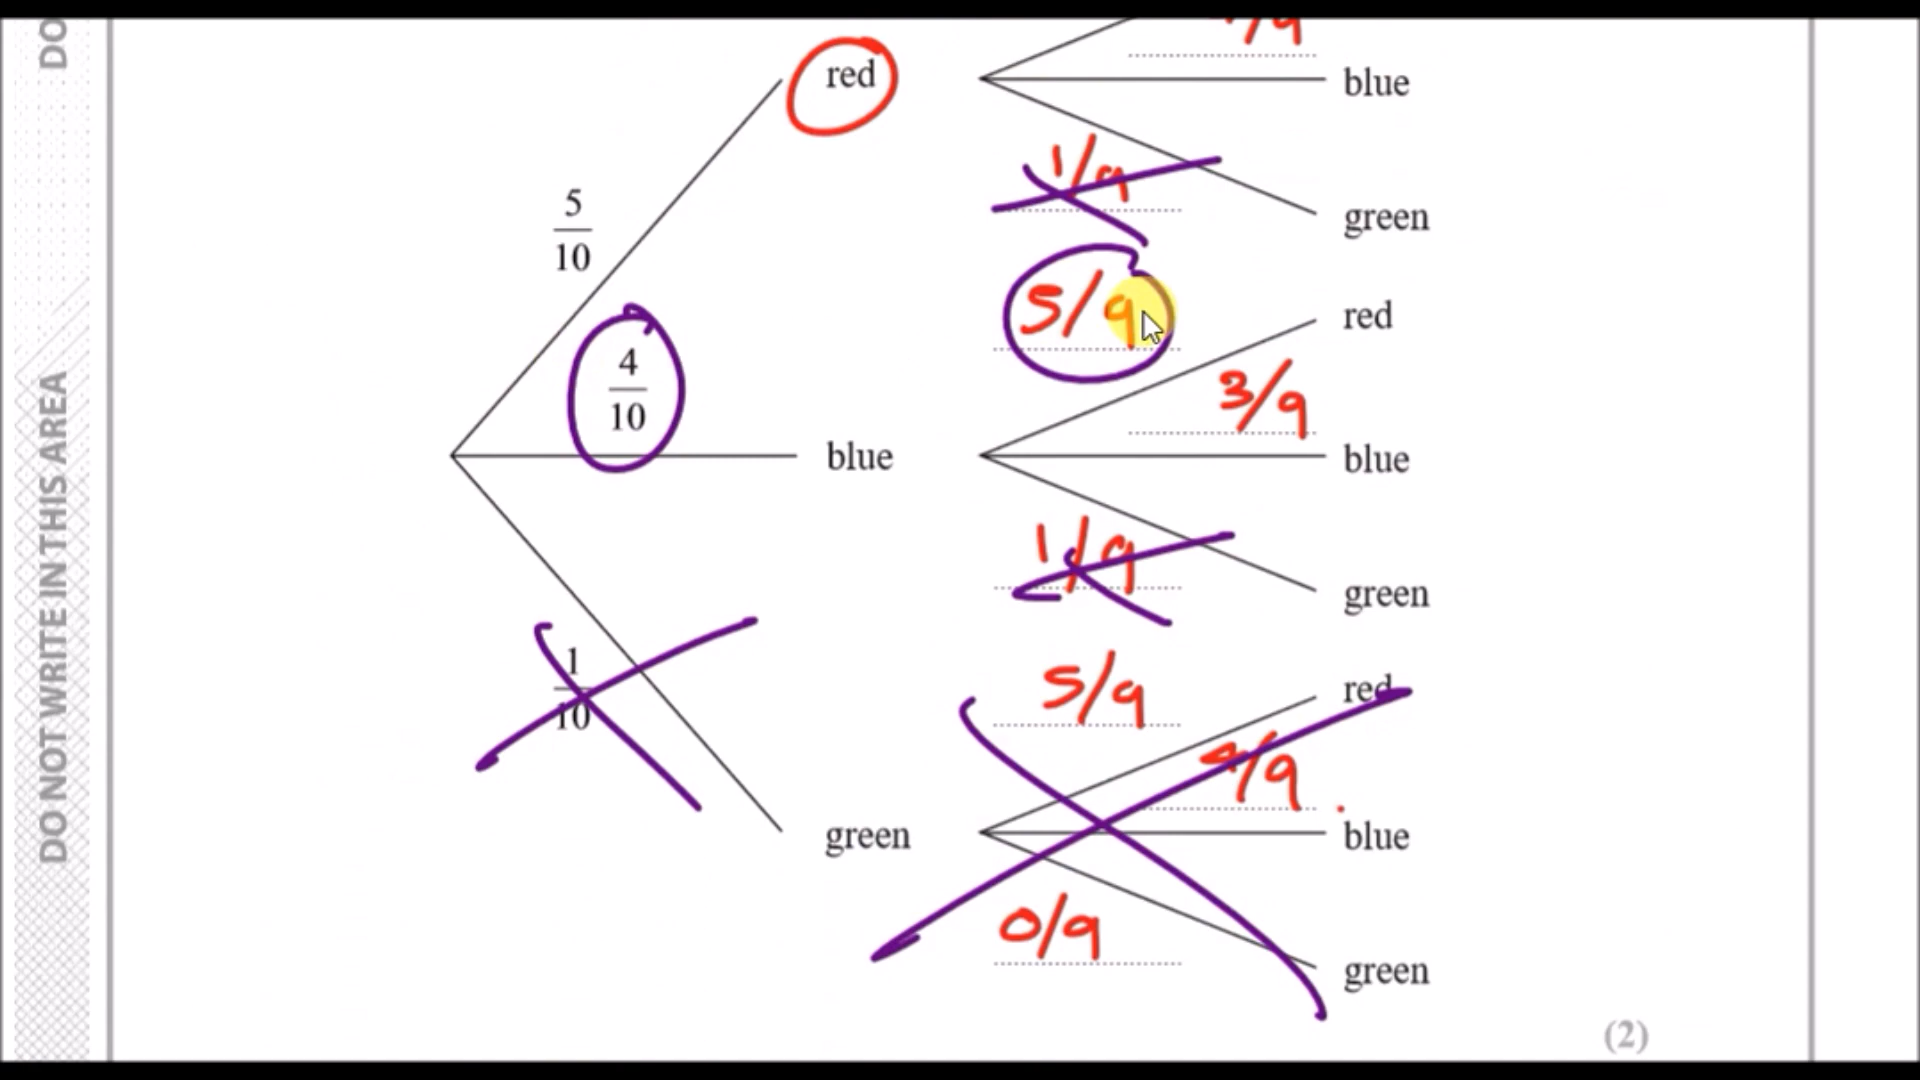 DO
DO NOT WRITE IN THIS AREA
/9
red
blue
1/9
green
5
10
5/9
red
4
10
3/9
blue
blue
1/9
green
1
10
5/9
red
4/9
green
blue
0/9
green
(2)